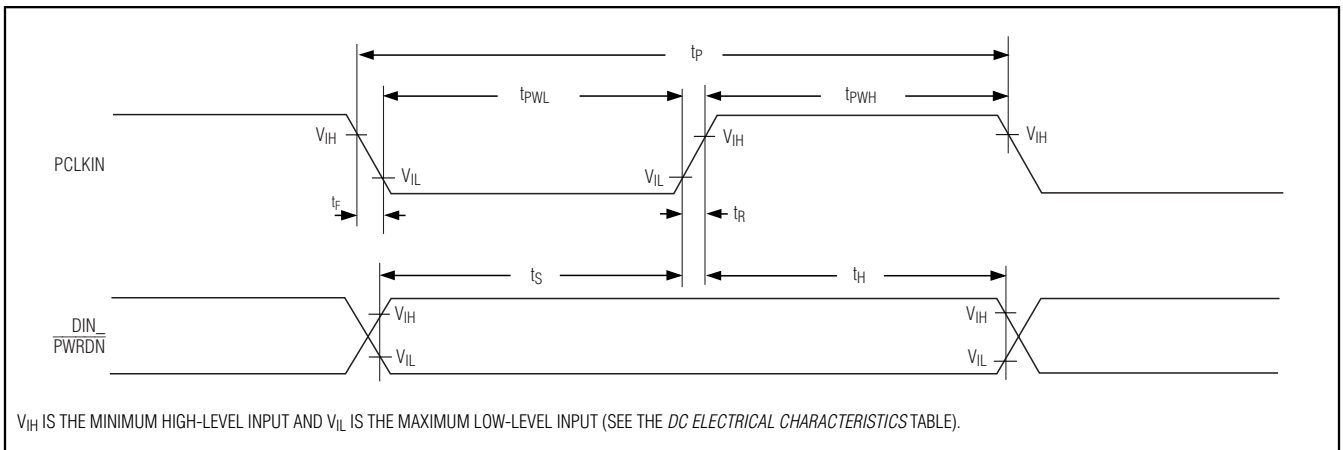 tP
tPWL
tPWH
VIH
VIH
VIH
PCLKIN
VIL
VIL
tF
tR
tS
tH
VIH
VIH
DIN_
PWRDN
VIL
VIL
VIH IS THE MINIMUM HIGH-LEVEL INPUT AND VIL IS THE MAXIMUM LOW-LEVEL INPUT (SEE THE DC ELECTRICAL CHARACTERISTICS TABLE).